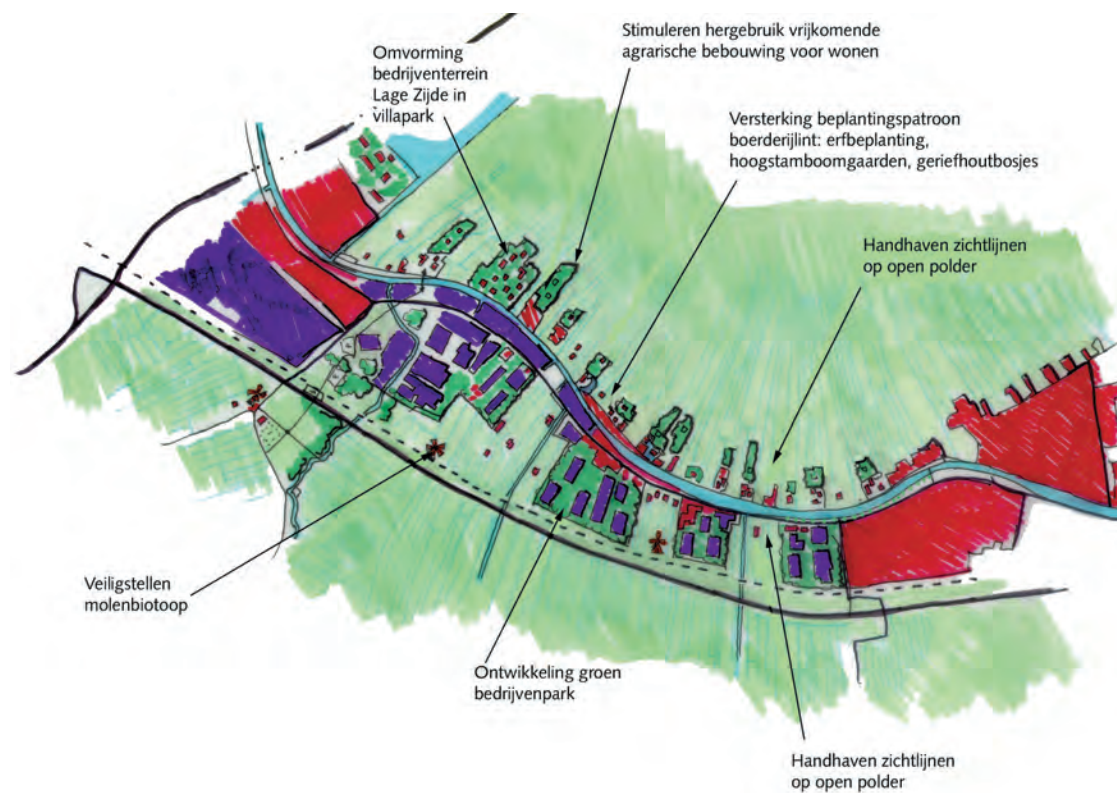 Stimuleren hergebruik vrijkomende
agrarische bebouwing voor wonen
Omvorming
bedrijventerrein
Lage Zijde in
villapark
Versterking beplantingspatroon
boerderijlint: erfbeplanting,
hoogstamboomgaarden, geriefhoutbosjes
Handhaven zichtlijnen
op open polder
Veiligstellen
molenbiotoop
Ontwikkeling groen
bedrijvenpark
Handhaven zichtlijnen
op open polder